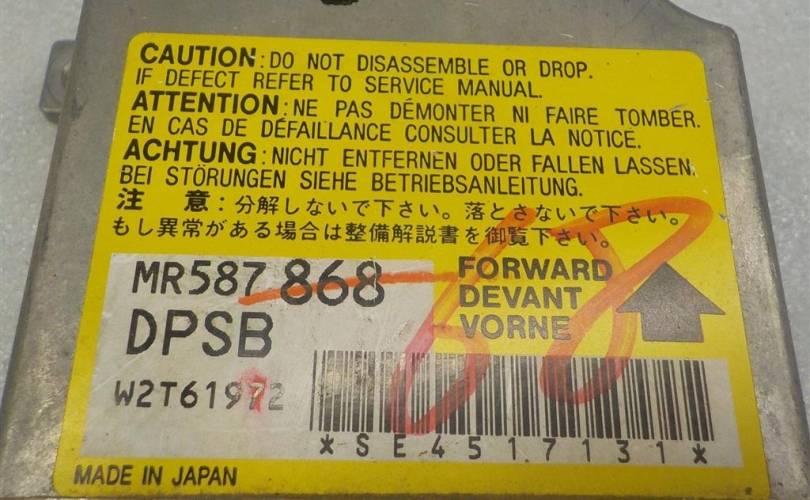 CAUTION:DO NOT DISASSEMBLE OR DROP.
IF DEFECT REFER TO SERVICE MANUAL.
ATTENTION:NE PAS DÉMONTER NI FAIRE TOMBER.
EN CAS DE DÉFAILLANCE CONSULTER LA NOTICE.
ACHTUNG:NICHT ENTFERNEN ODER FALLEN LASSEN,
BEI STÖRUNGEN SIEHE BETRIEBSANLEITUNG.
注 意:分解しないで下さい。落とさないで下さい。
もし異常がある場合は整備解説書を御覧下さい。
MR587 868
DPSB
W2T61972
FORWARD
DEVANT
VORNE
68
*SE4517131*
MADE IN JAPAN